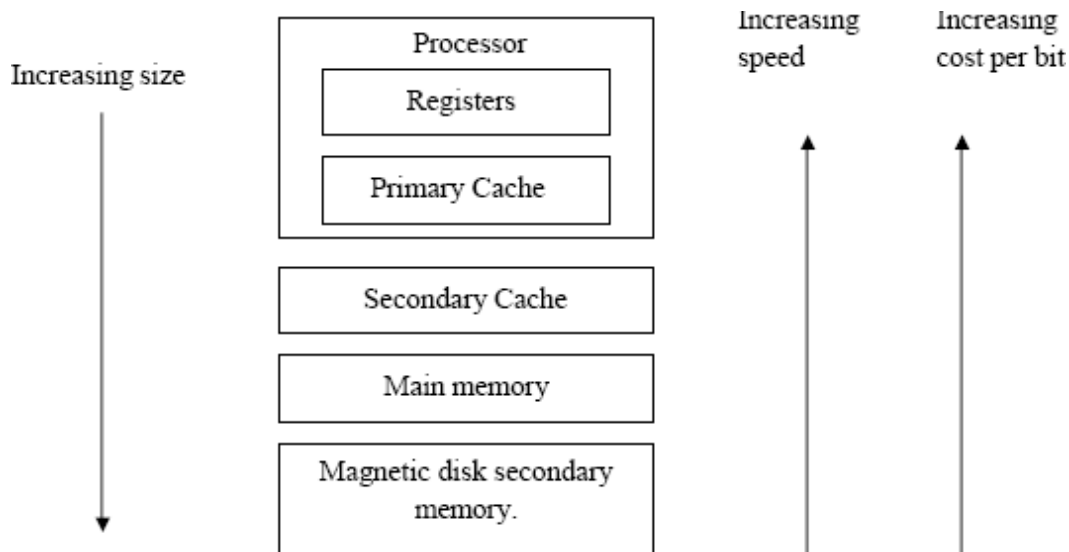 Increasing size
Processor
Registers
Primary Cache
Secondary Cache
Main memory
Magnetic disk secondary
memory.
Increasing
speed
Increasing
cost per bit